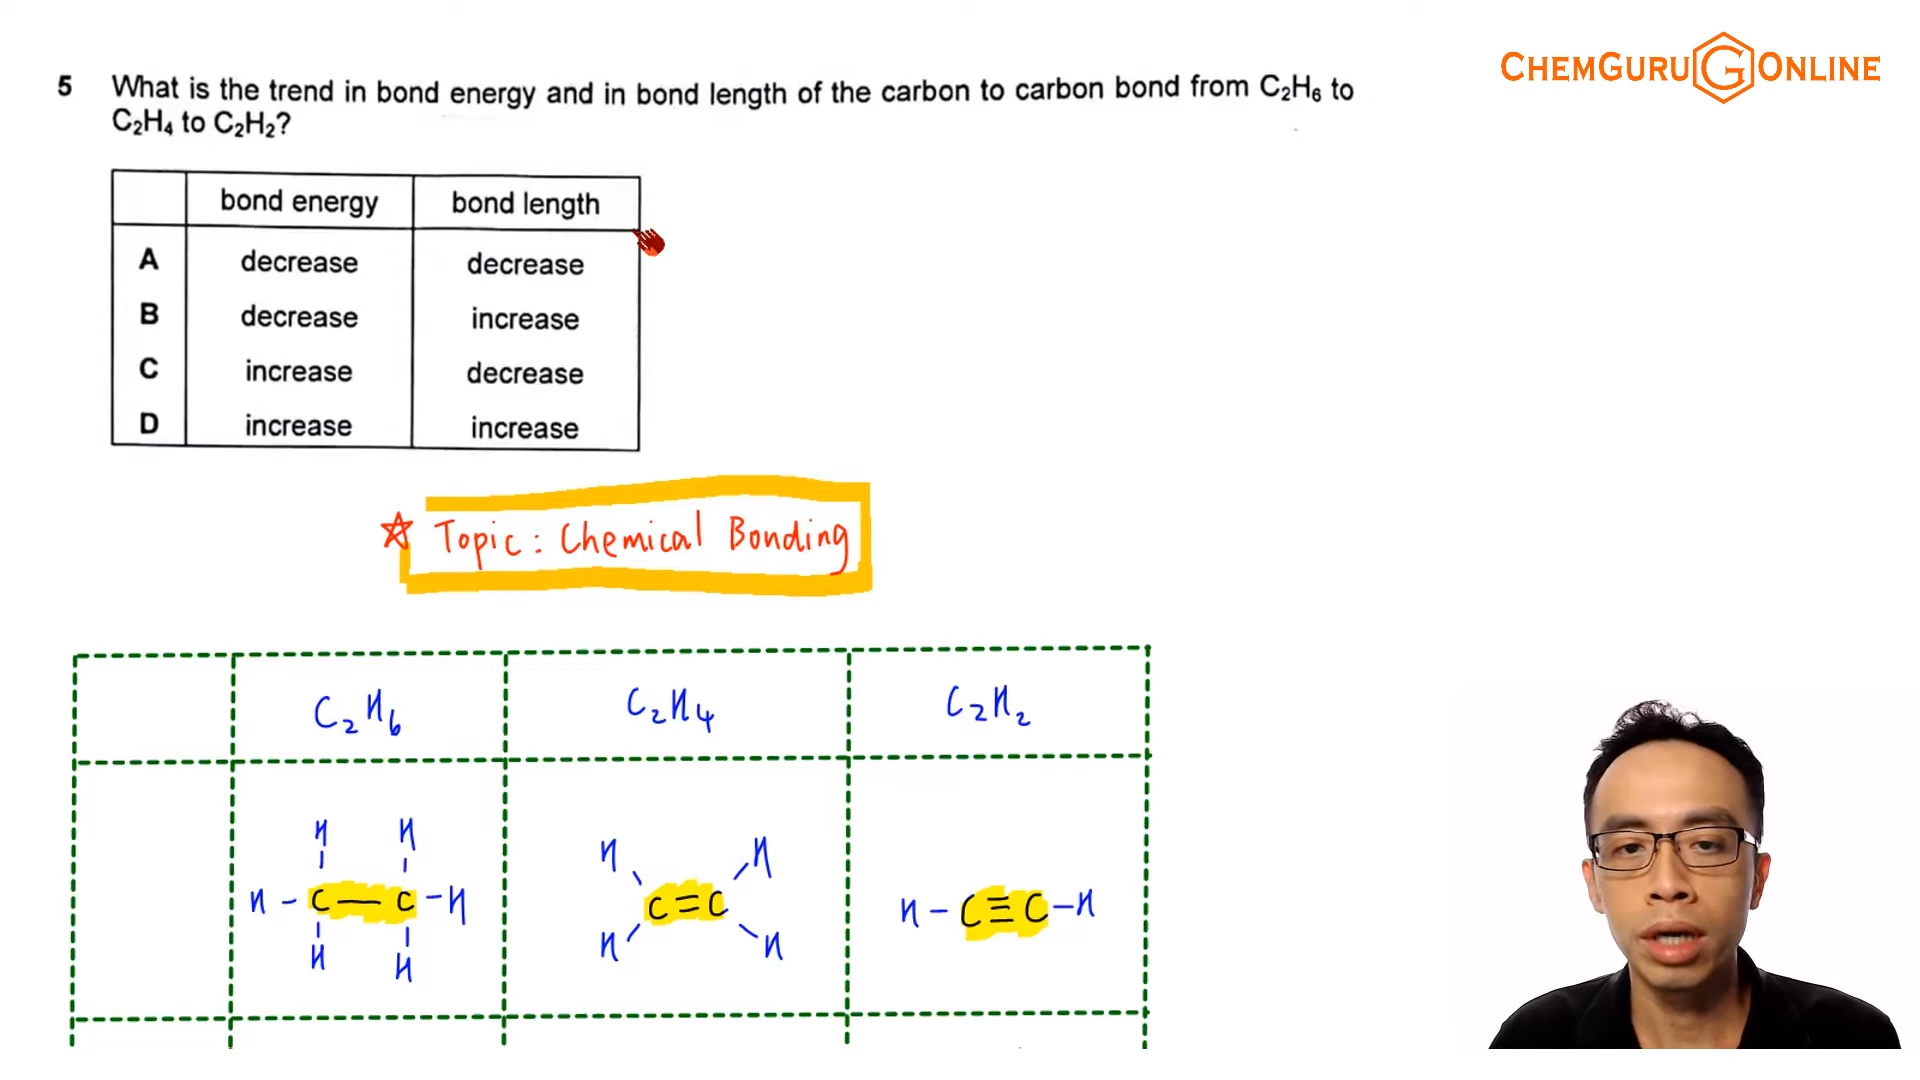 CHEMGURU G ONLINE
5 What is the trend in bond energy and in bond length of the carbon to carbon bond from C₂H₆ to
C₂H₄ to C₂H₂?
bond energy bond length
A decrease decrease
B decrease increase
C increase decrease
D increase increase
☆ Topic: Chemical Bonding
C₂H₆ C₂H₄ C₂H₂
H H H H
H - C — C - H C = C H - C ≡ C - H
H H H H